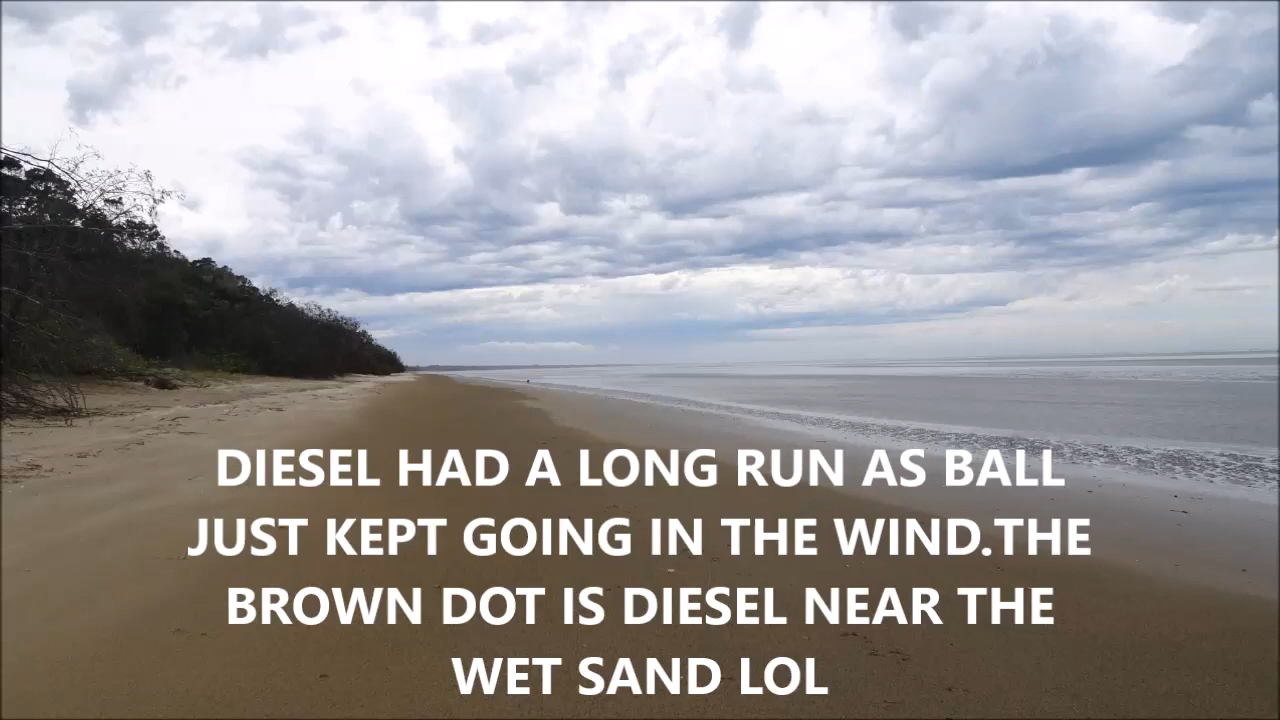 DIESEL HAD A LONG RUN AS BALL
JUST KEPT GOING IN THE WIND.THE
BROWN DOT IS DIESEL NEAR THE
WET SAND LOL